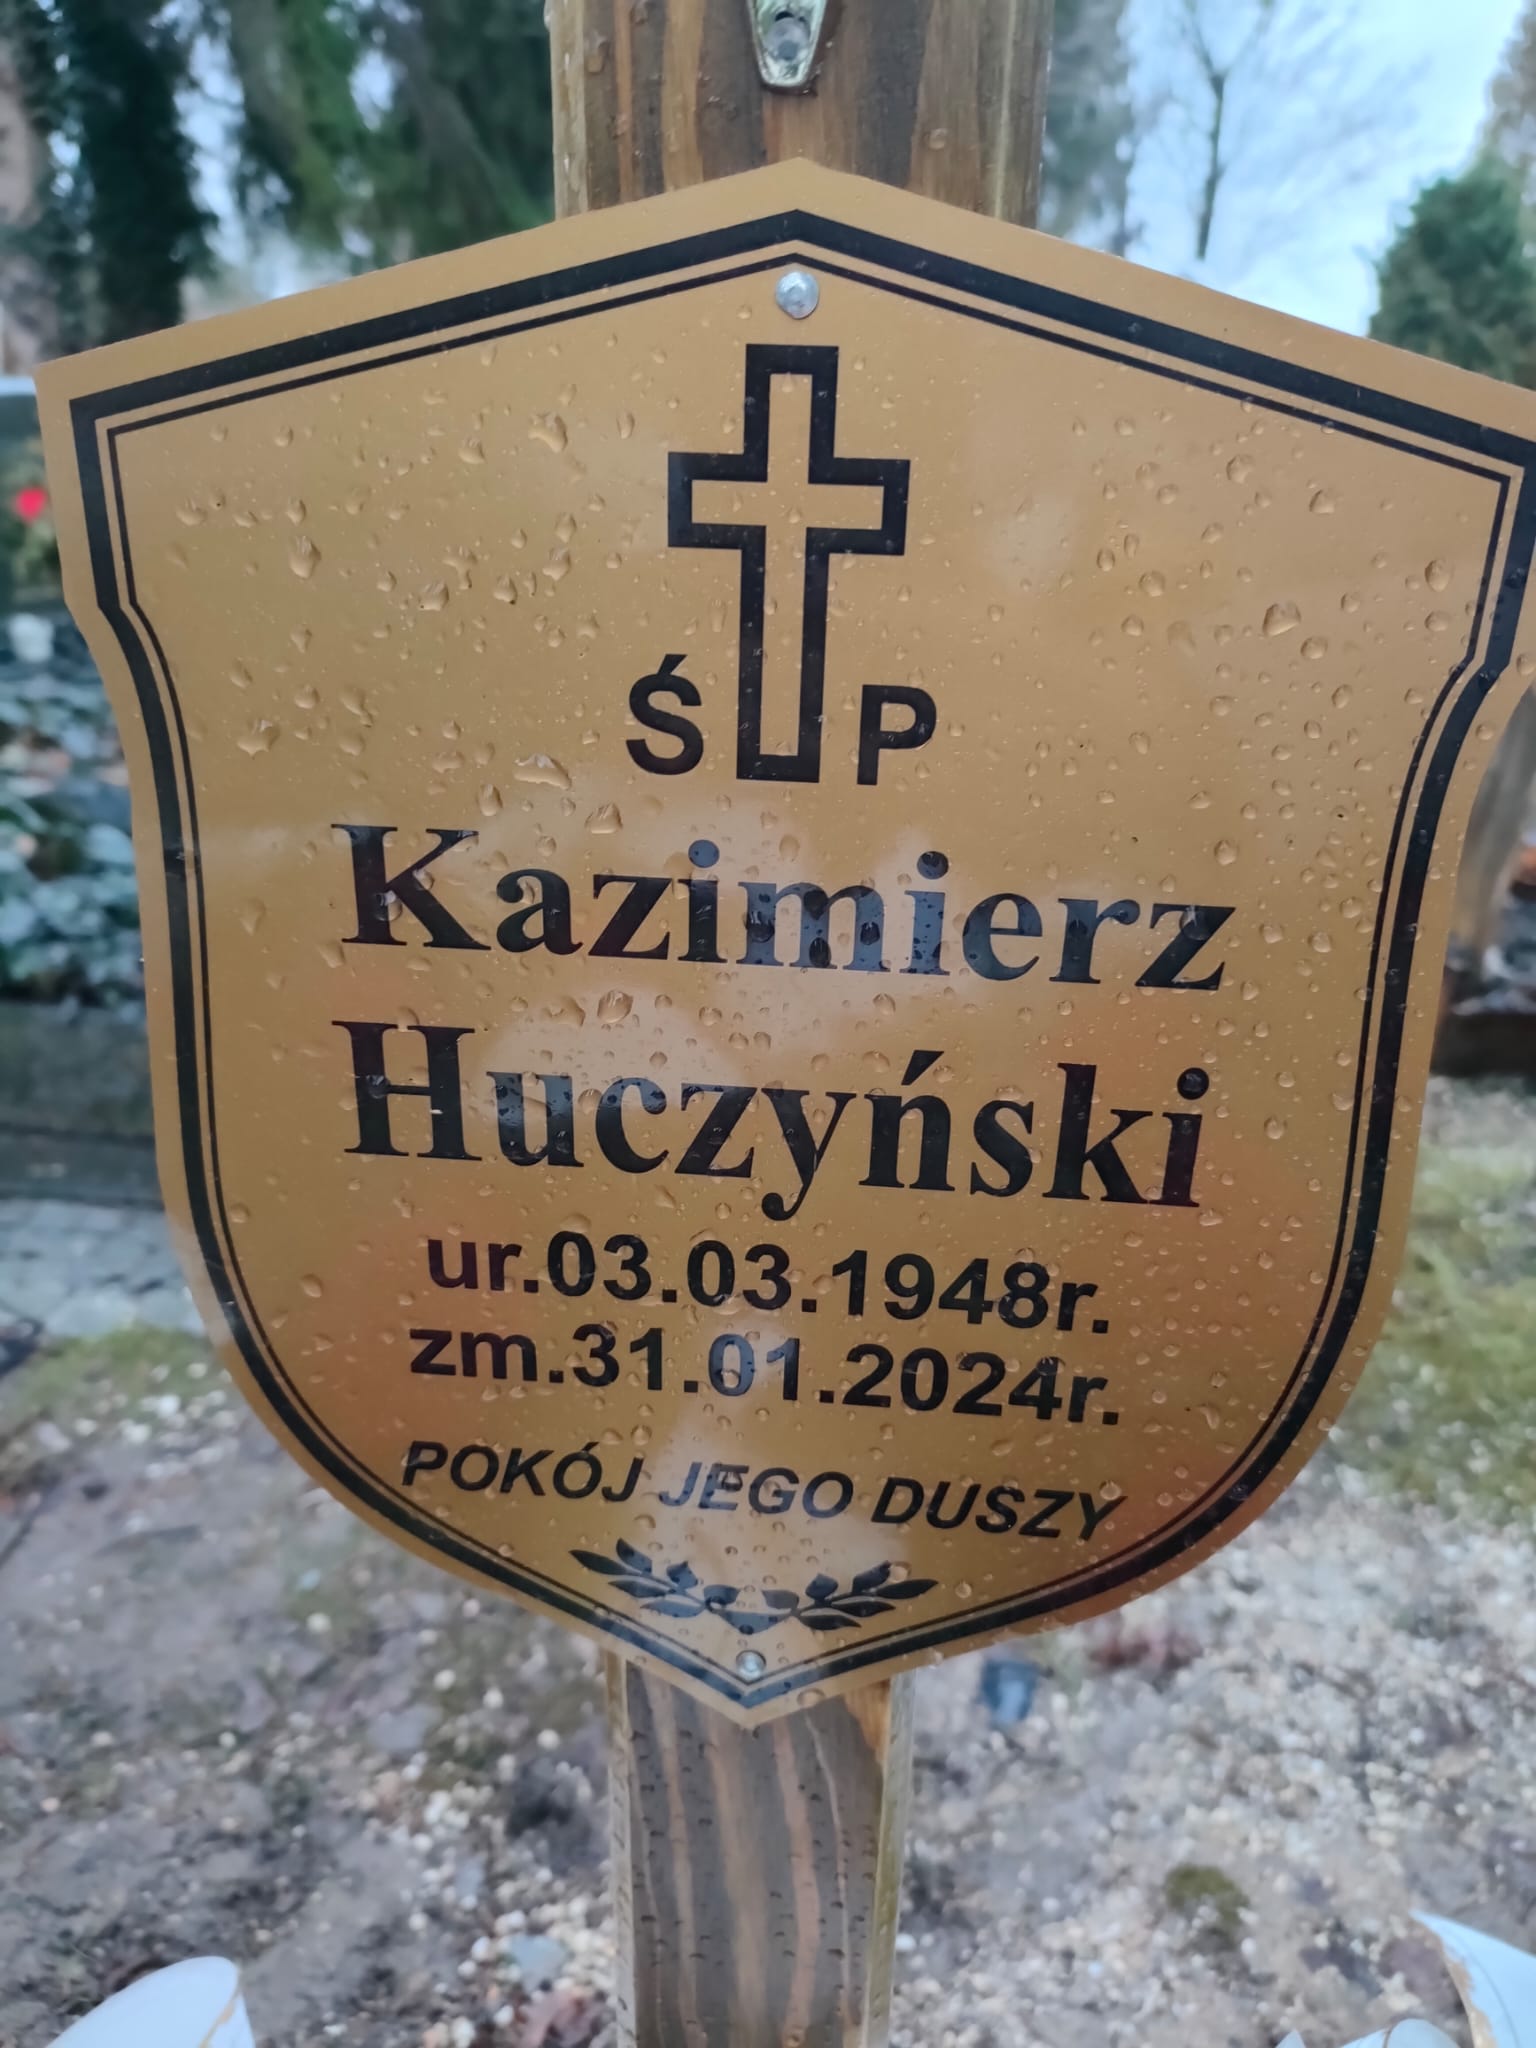 Ś P
Kazimierz
Huczyński
ur.03.03.1948r.
zm.31.01.2024r.
POKÓJ JEGO DUSZY